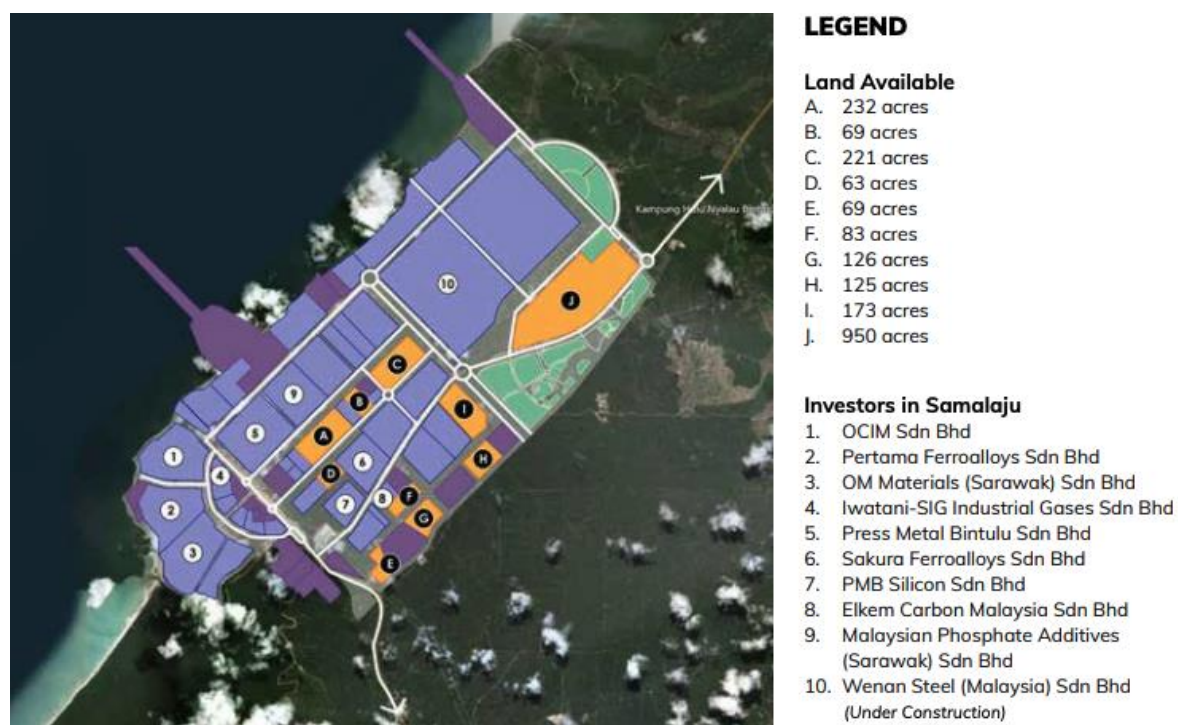 LEGEND
Land Available
A. 232 acres
B. 69 acres
C. 221 acres
D. 63 acres
E. 69 acres
F. 83 acres
G. 126 acres
H. 125 acres
I. 173 acres
J. 950 acres
Investors in Samalaju
1. OCIM Sdn Bhd
2. Pertama Ferroalloys Sdn Bhd
3. OM Materials (Sarawak) Sdn Bhd
4. Iwatani-SIG Industrial Gases Sdn Bhd
5. Press Metal Bintulu Sdn Bhd
6. Sakura Ferroalloys Sdn Bhd
7. PMB Silicon Sdn Bhd
8. Elkem Carbon Malaysia Sdn Bhd
9. Malaysian Phosphate Additives
(Sarawak) Sdn Bhd
10. Wenan Steel (Malaysia) Sdn Bhd
(Under Construction)
Kampung
10
J
C
9
B
I
5
A
1
6
H
4
D
2
7
8
F
G
3
E